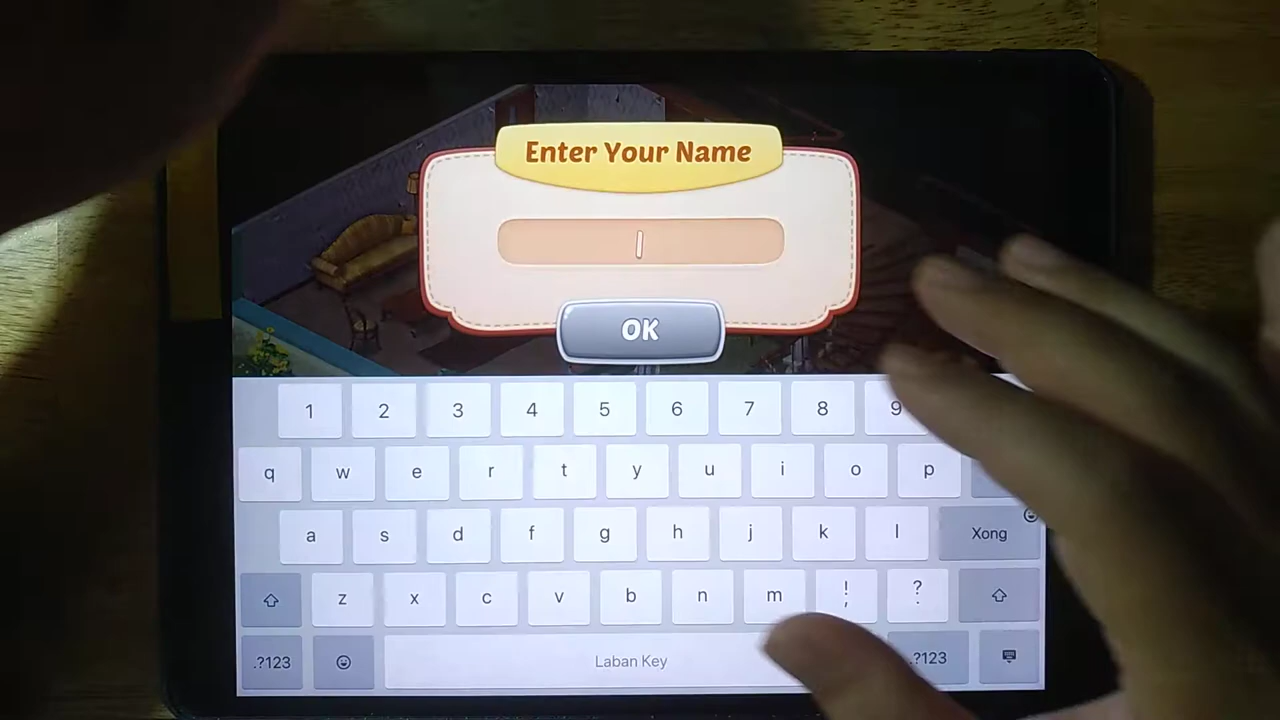 Enter Your Name
OK
1 2 3 4 5 6 7 8 9
q w e r t y u i o p
a s d f g h j k l Xong
z x c v b n m ! , ? .
.?123 Laban Key .?123